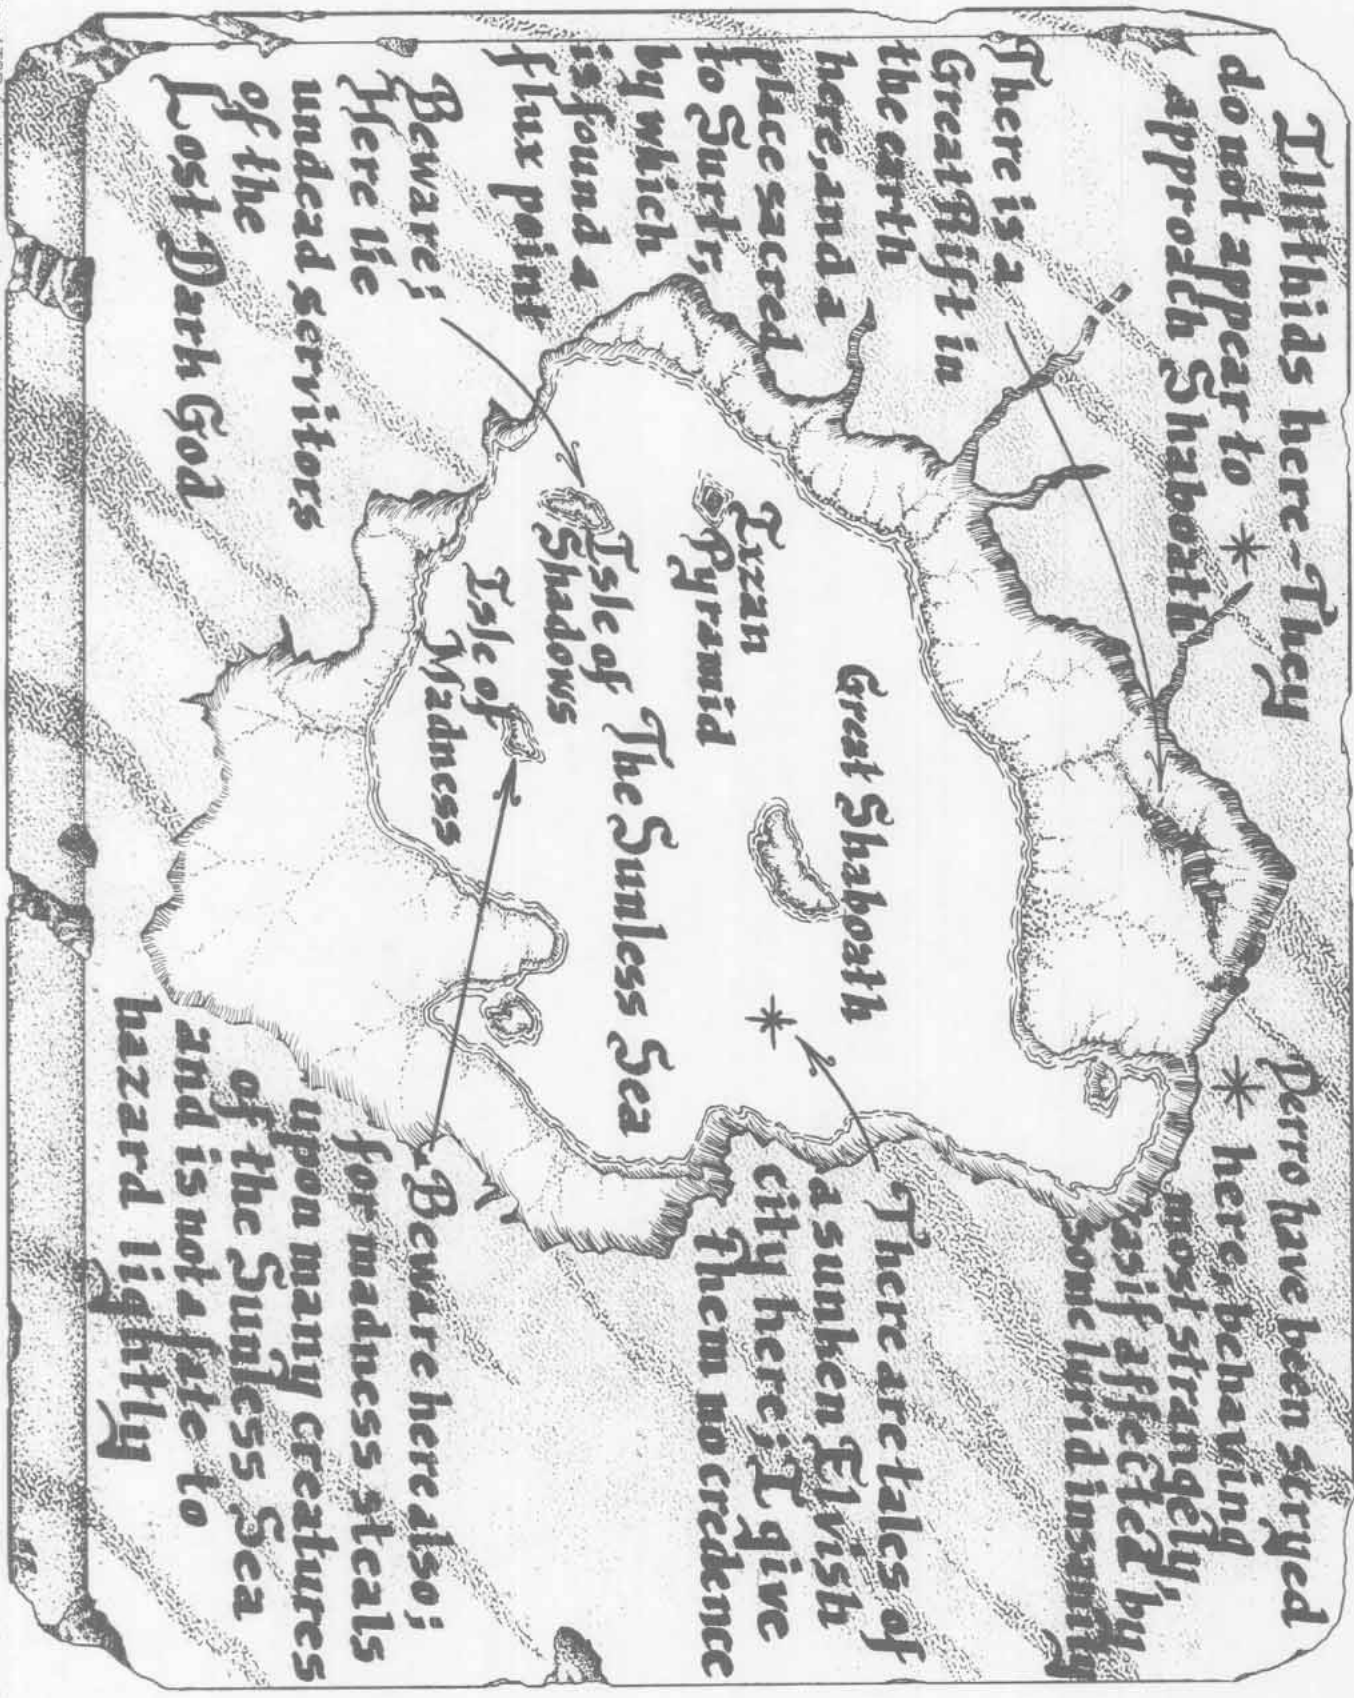 Illithids here - They
do not appear to *
approach Shaboath
There is a
Great Rift in
the earth
here, and a
place sacred
to Surtr,
by which
is found a
flux point
Beware;
Here lie
undead servitors
of the
Lost Dark God
Derro have been stryed
* here, behaving
most strangely,
as if affected by
some lurid insanity
Great Shaboath
Ixzan
Pyramid
Isle of
Shadows
The Sunless Sea
Isle of
Madness
*
There are tales of
a sunken Elvish
city here; I give
them no credence
Beware here also;
for madness steals
upon many creatures
of the Sunless Sea
and is not a fate to
hazard lightly